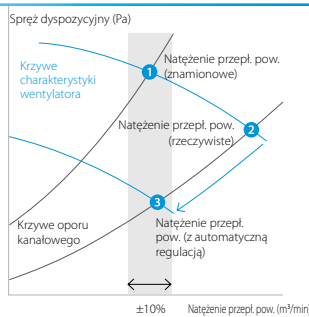 Spręż dyspozycyjny (Pa)
Krzywe
charakterystyki
wentylatora
1
Natężenie przepł. pow.
(znamionowe)
Natężenie przepł. pow.
(rzeczywiste)
2
3
Krzywe oporu
kanałowego
Natężenie przepł.
pow. (z automatyczną
regulacją)
±10%
Natężenie przepł. pow. (m³/min)